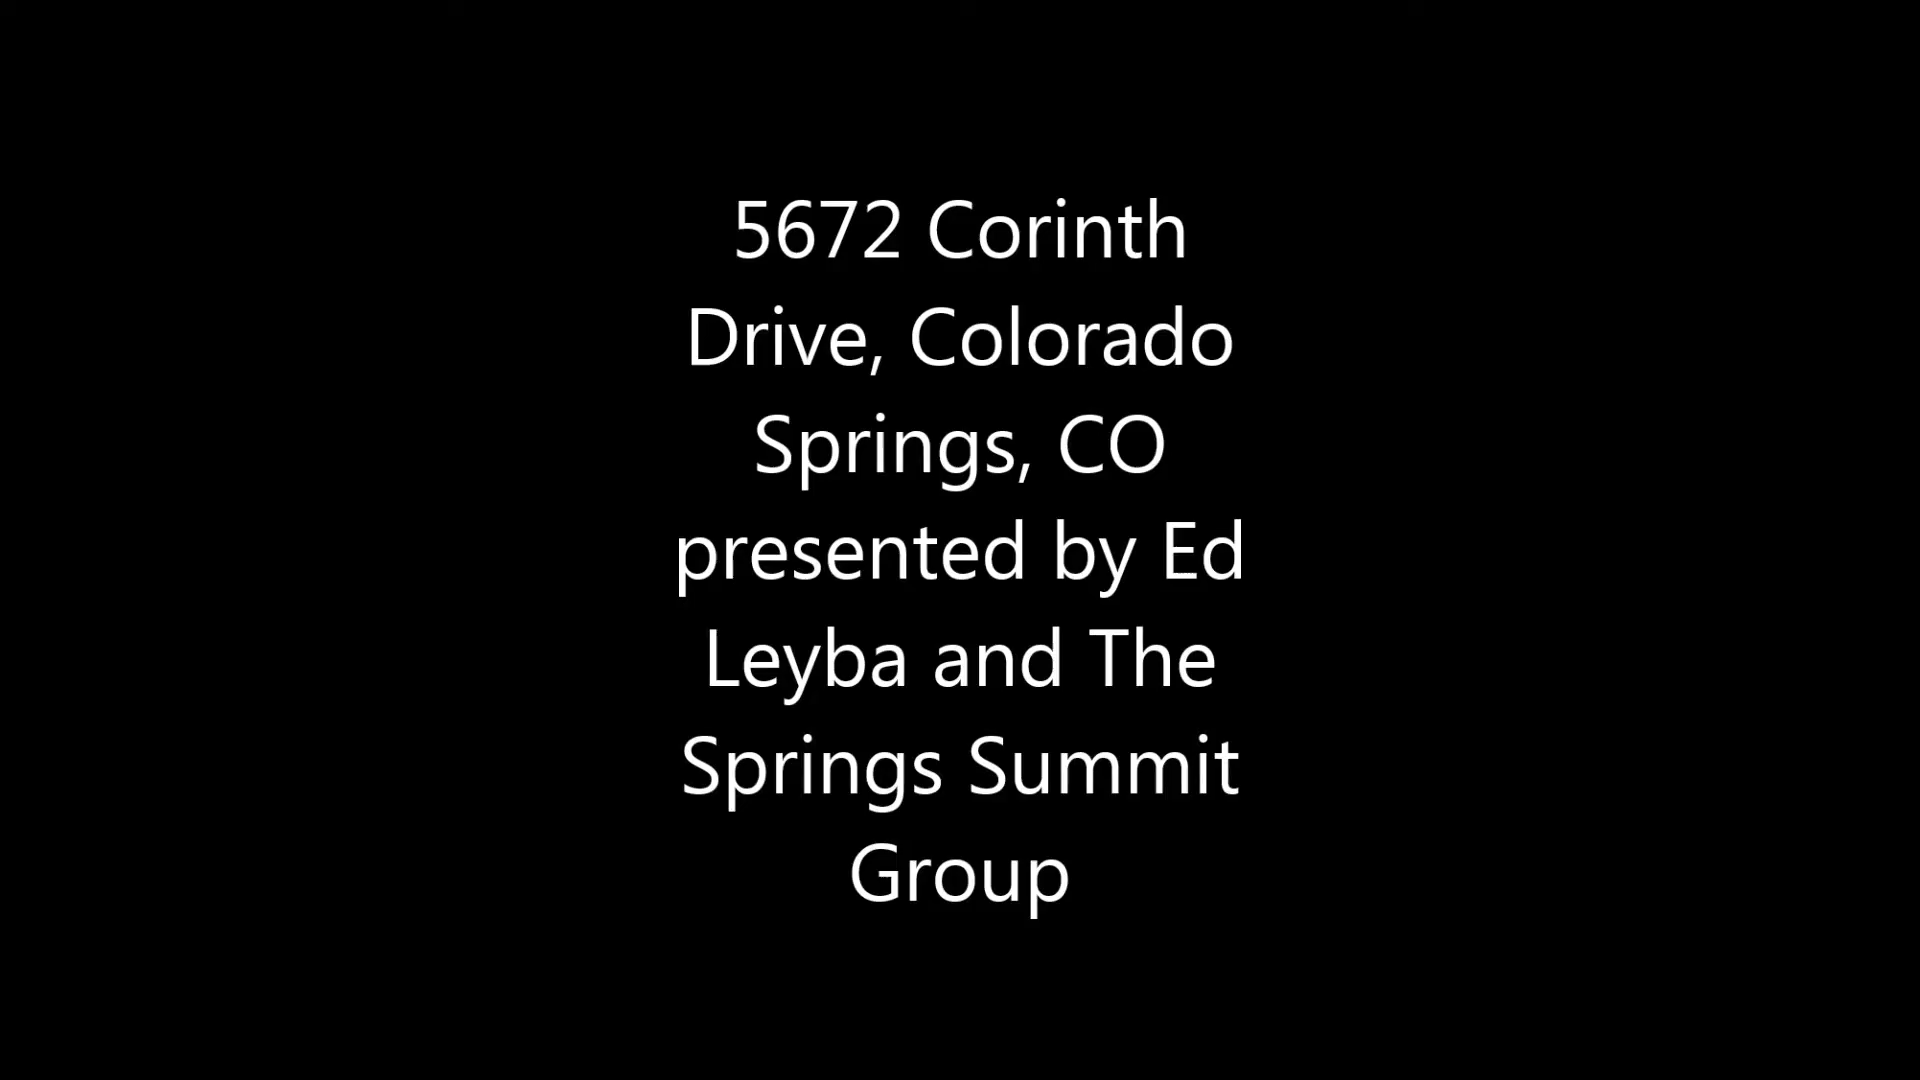 5672 Corinth
Drive, Colorado
Springs, CO
presented by Ed
Leyba and The
Springs Summit
Group